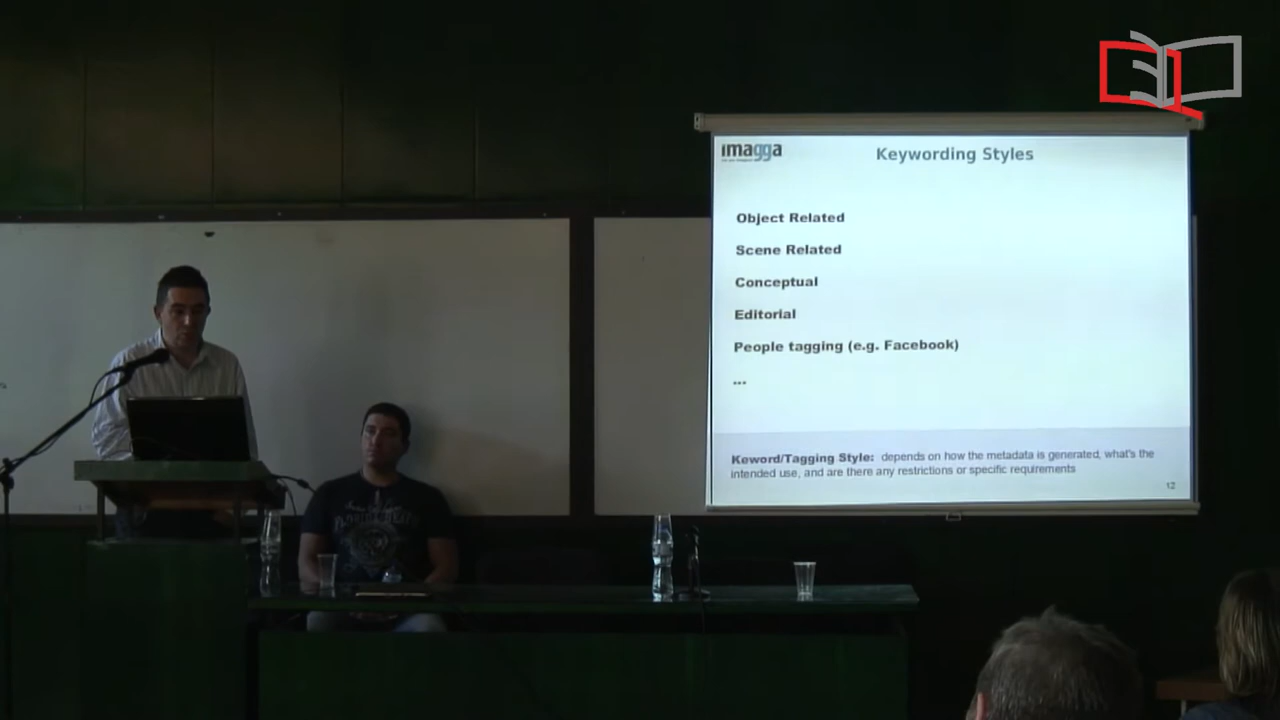 imagga
Keywording Styles
Object Related
Scene Related
Conceptual
Editorial
People tagging (e.g. Facebook)
...
Keword/Tagging Style: depends on how the metadata is generated, what's the
intended use, and are there any restrictions or specific requirements
12